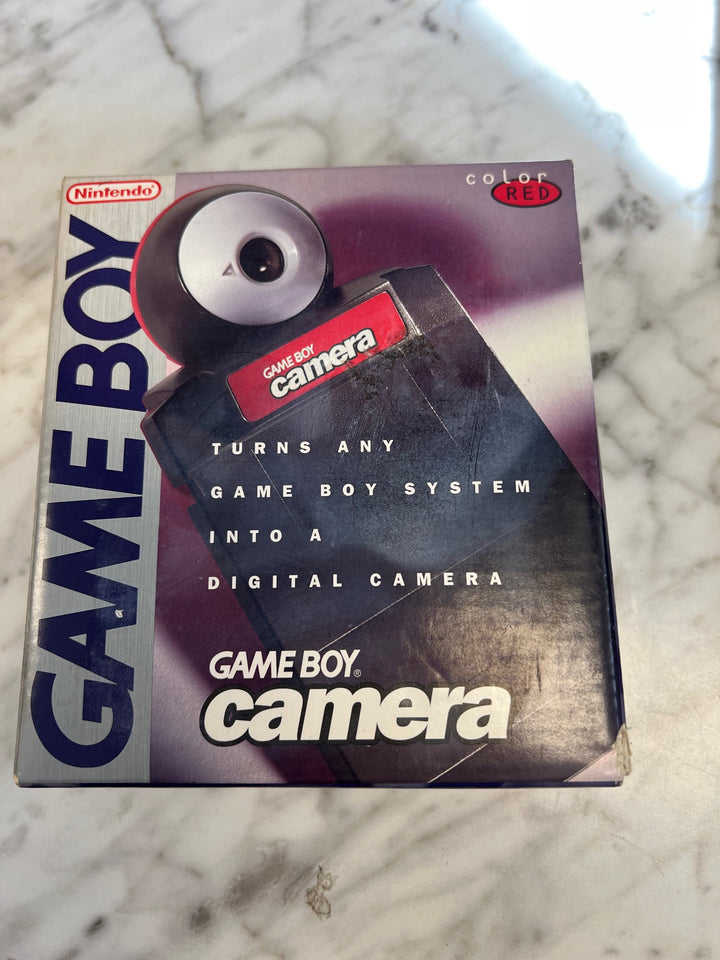 Nintendo®
color
RED
GAME BOY
GAME BOY
camera
TURNS ANY
GAME BOY SYSTEM
INTO A
DIGITAL CAMERA
GAME BOY®
camera